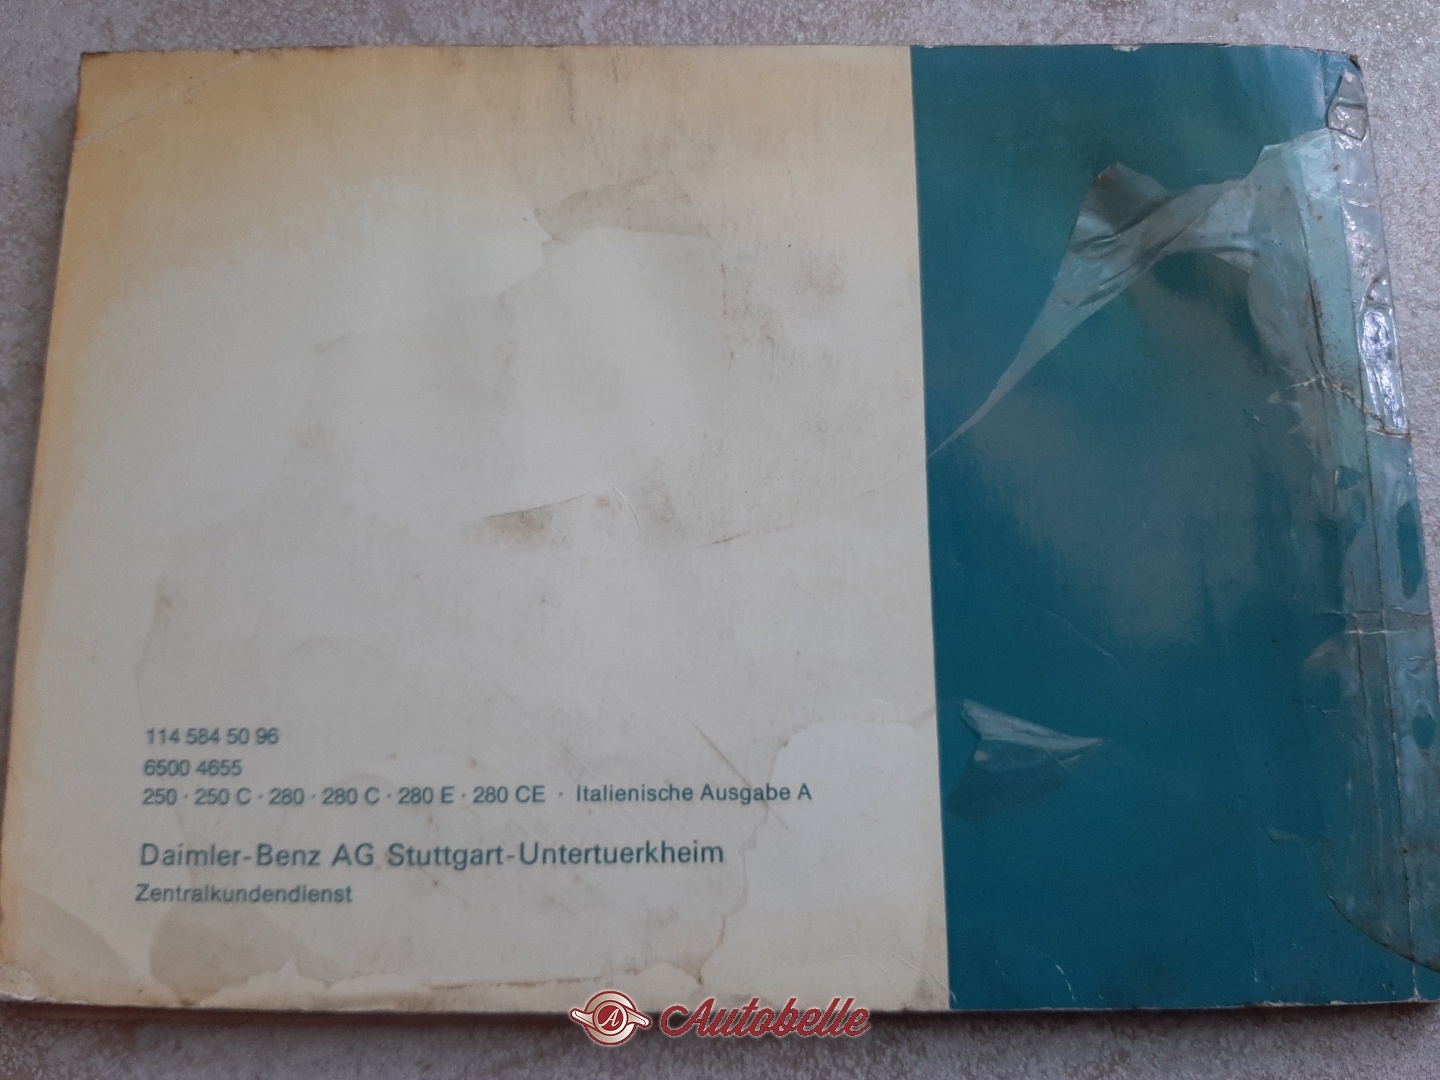 114 584 50 96
6500 4655
250 · 250 C · 280 · 280 C · 280 E · 280 CE · Italienische Ausgabe A
Daimler-Benz AG Stuttgart-Untertuerkheim
Zentralkundendienst
A Autobelle